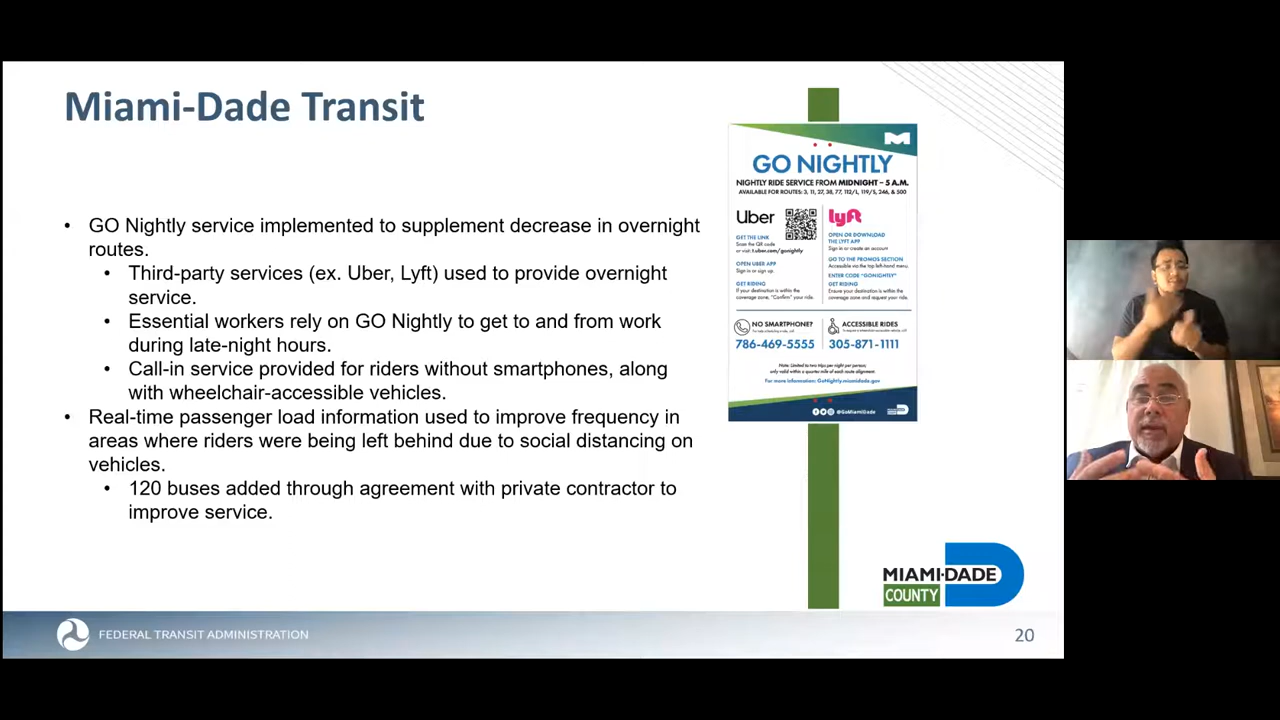 Miami-Dade Transit
• GO Nightly service implemented to supplement decrease in overnight
routes.
• Third-party services (ex. Uber, Lyft) used to provide overnight
service.
• Essential workers rely on GO Nightly to get to and from work
during late-night hours.
• Call-in service provided for riders without smartphones, along
with wheelchair-accessible vehicles.
• Real-time passenger load information used to improve frequency in
areas where riders were being left behind due to social distancing on
vehicles.
• 120 buses added through agreement with private contractor to
improve service.
GO NIGHTLY
NIGHTLY RIDE SERVICE FROM MIDNIGHT – 5 A.M.
AVAILABLE FOR ROUTES: 3, 11, 27, 38, 77, 112/L, 119/S, 246, & 500
Uber
GET THE LINK
Scan the QR code
or visit: t.uber.com/gonightly
OPEN UBER APP
Sign in or sign up.
GET RIDING
If your destination is within the
coverage zone, "Confirm" your ride.
lyft
OPEN OR DOWNLOAD
THE LYFT APP
Sign in or create an account
GO TO THE PROMOS SECTION
Accessible via the top left-hand menu.
ENTER CODE "GONIGHTLY"
GET RIDING
Ensure your destination is within the
coverage zone and request your ride.
NO SMARTPHONE?
786-469-5555
ACCESSIBLE RIDES
305-871-1111
Note: Limited to two trips per night per person;
only valid within a quarter mile of each route alignment.
For more information: GoNightly.miamidade.gov
@GoMiamiDade
MIAMI-DADE
COUNTY
FEDERAL TRANSIT ADMINISTRATION
20